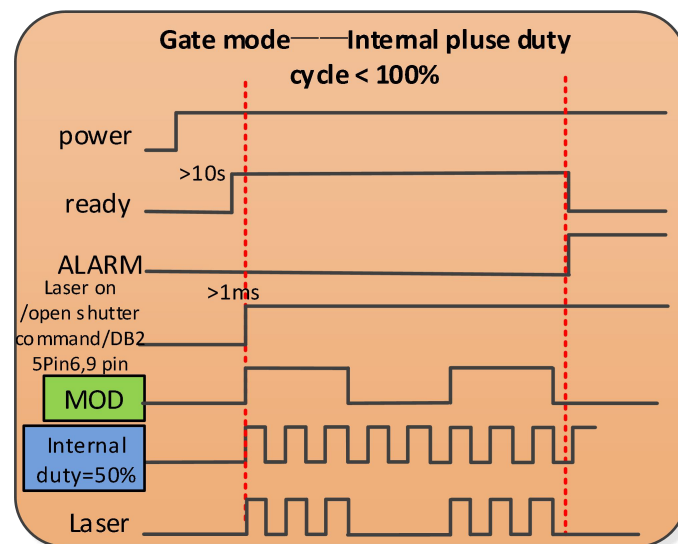 Gate mode——Internal pluse duty
cycle < 100%
power
>10s
ready
ALARM
Laser on
/open shutter
command/DB2
5Pin6,9 pin
>1ms
MOD
Internal
duty=50%
Laser